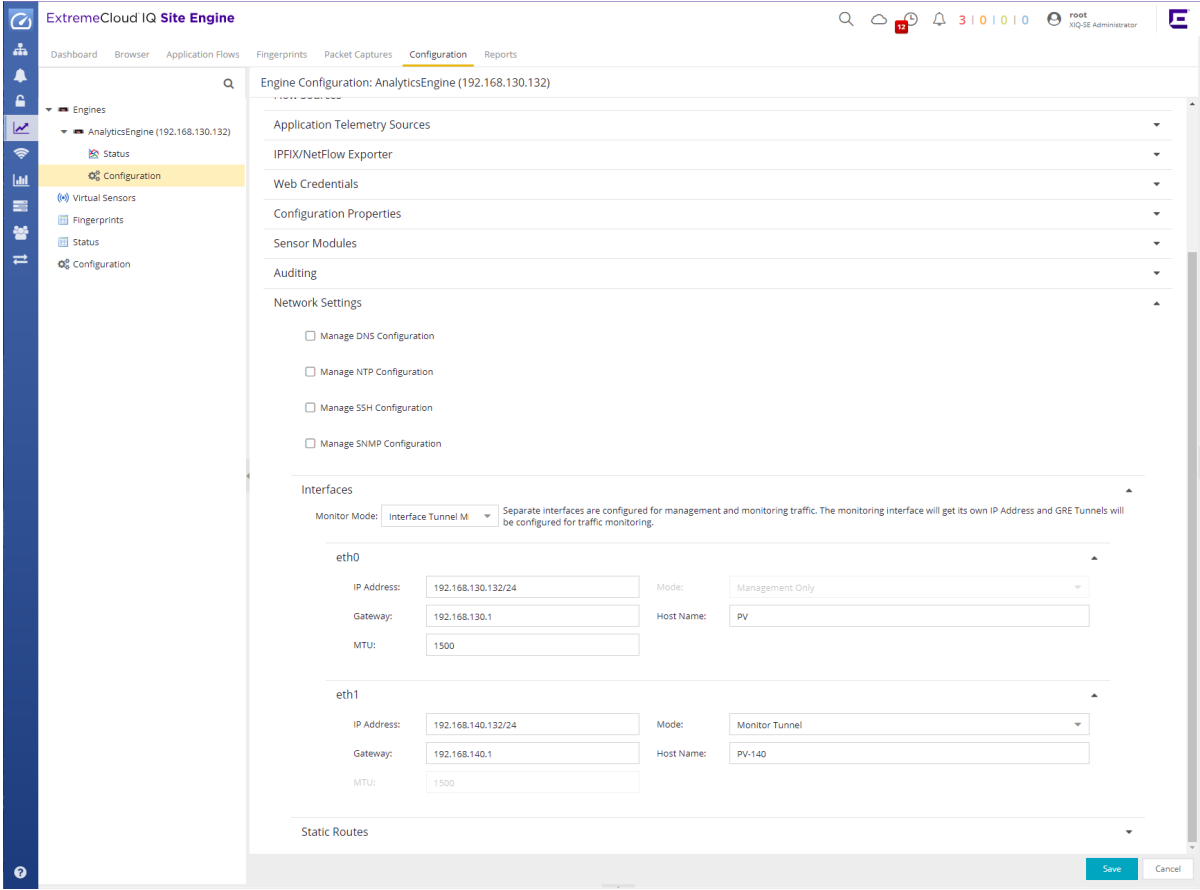 ExtremeCloud IQ Site Engine
12
3 | 0 | 0 | 0
root
XIQ-SE Administrator
Dashboard Browser Application Flows Fingerprints Packet Captures Configuration Reports
Engine Configuration: AnalyticsEngine (192.168.130.132)
Engines
AnalyticsEngine (192.168.130.132)
Status
Configuration
Virtual Sensors
Fingerprints
Status
Configuration
Flow Sources
Application Telemetry Sources
IPFIX/NetFlow Exporter
Web Credentials
Configuration Properties
Sensor Modules
Auditing
Network Settings
Manage DNS Configuration
Manage NTP Configuration
Manage SSH Configuration
Manage SNMP Configuration
Interfaces
Monitor Mode: Interface Tunnel Mi Separate interfaces are configured for management and monitoring traffic. The monitoring interface will get its own IP Address and GRE Tunnels will
be configured for traffic monitoring.
eth0
IP Address: 192.168.130.132/24 Mode: Management Only
Gateway: 192.168.130.1 Host Name: PV
MTU: 1500
eth1
IP Address: 192.168.140.132/24 Mode: Monitor Tunnel
Gateway: 192.168.140.1 Host Name: PV-140
MTU: 1500
Static Routes
Save Cancel